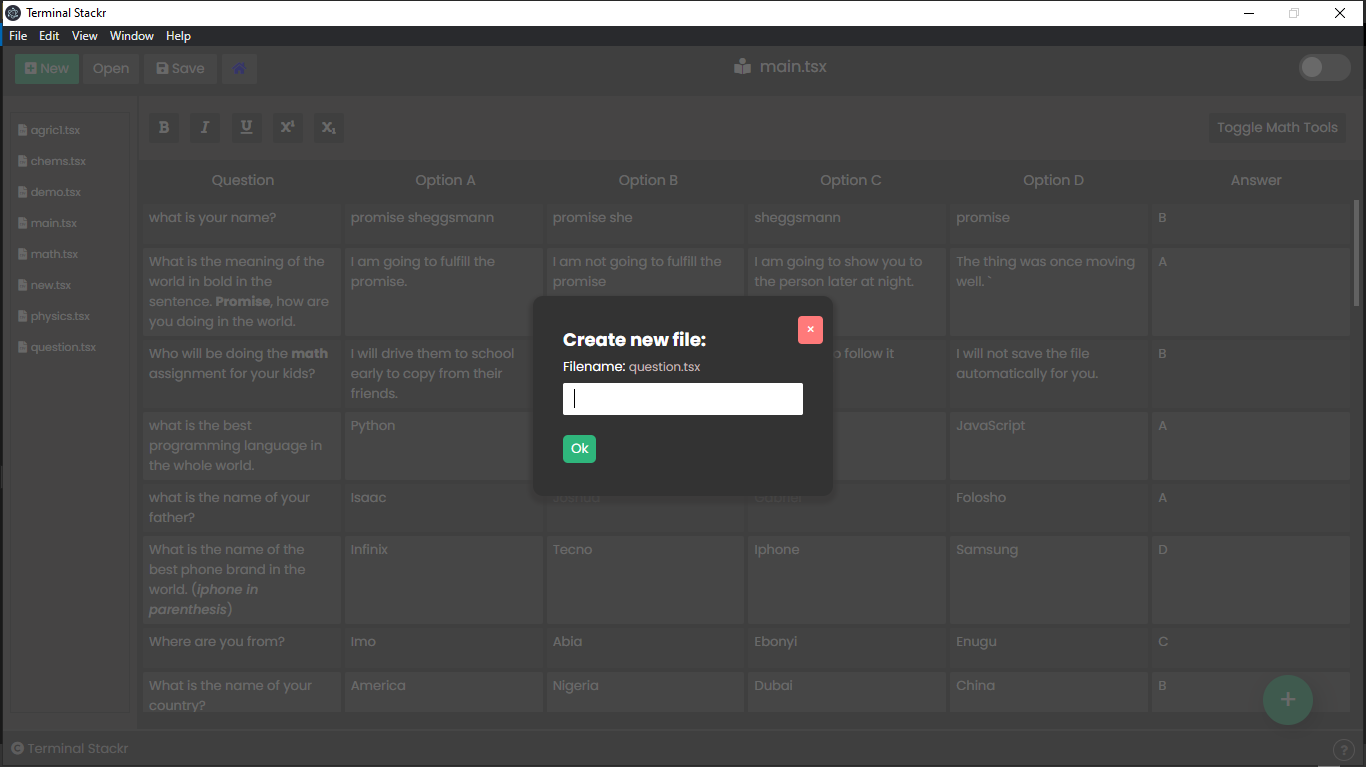 Terminal Stackr
File Edit View Window Help
New Open Save main.tsx
B I U X¹ X₁ Toggle Math Tools
agric1.tsx
chems.tsx
demo.tsx
main.tsx
math.tsx
new.tsx
physics.tsx
question.tsx
Question Option A Option B Option C Option D Answer
what is your name? promise sheggsmann promise she sheggsmann promise B
What is the meaning of the I am going to fulfill the I am not going to fulfill the I am going to show you to The thing was once moving A
world in bold in the promise. promise the person later at night. well. `
sentence. Promise, how are
you doing in the world.
Who will be doing the math I will drive them to school follow it I will not save the file B
assignment for your kids? early to copy from their automatically for you.
friends.
what is the best Python JavaScript A
programming language in
the whole world.
what is the name of your Isaac Joshua Gabriel Folosho A
father?
What is the name of the Infinix Tecno Iphone Samsung D
best phone brand in the
world. (iphone in
parenthesis)
Where are you from? Imo Abia Ebonyi Enugu C
What is the name of your America Nigeria Dubai China B
country?
Create new file:
×
Filename: question.tsx
Ok
+
Terminal Stackr
?